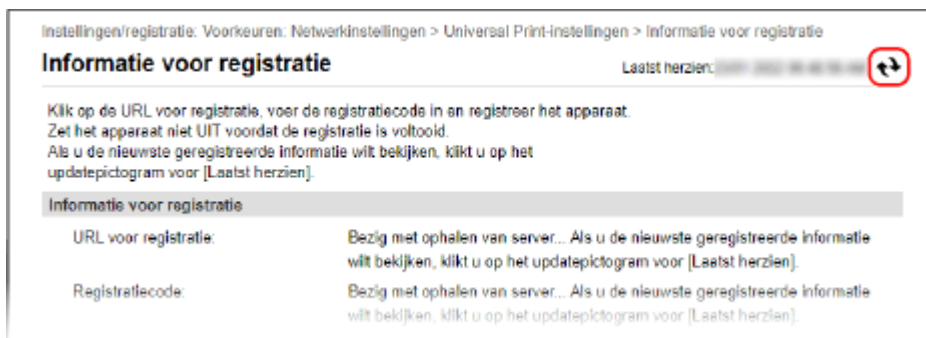 Instellingen/registratie: Voorkeuren: Netwerkinstellingen > Universal Print-instellingen > Informatie voor registratie
Informatie voor registratie
Laatst herzien:
Klik op de URL voor registratie, voer de registratiecode in en registreer het apparaat.
Zet het apparaat niet UIT voordat de registratie is voltooid.
Als u de nieuwste geregistreerde informatie wilt bekijken, klikt u op het
updatepictogram voor [Laatst herzien].
Informatie voor registratie
URL voor registratie: Bezig met ophalen van server... Als u de nieuwste geregistreerde informatie
wilt bekijken, klikt u op het updatepictogram voor [Laatst herzien].
Registratiecode: Bezig met ophalen van server... Als u de nieuwste geregistreerde informatie
wilt bekijken, klikt u op het updatepictogram voor [Laatst herzien].